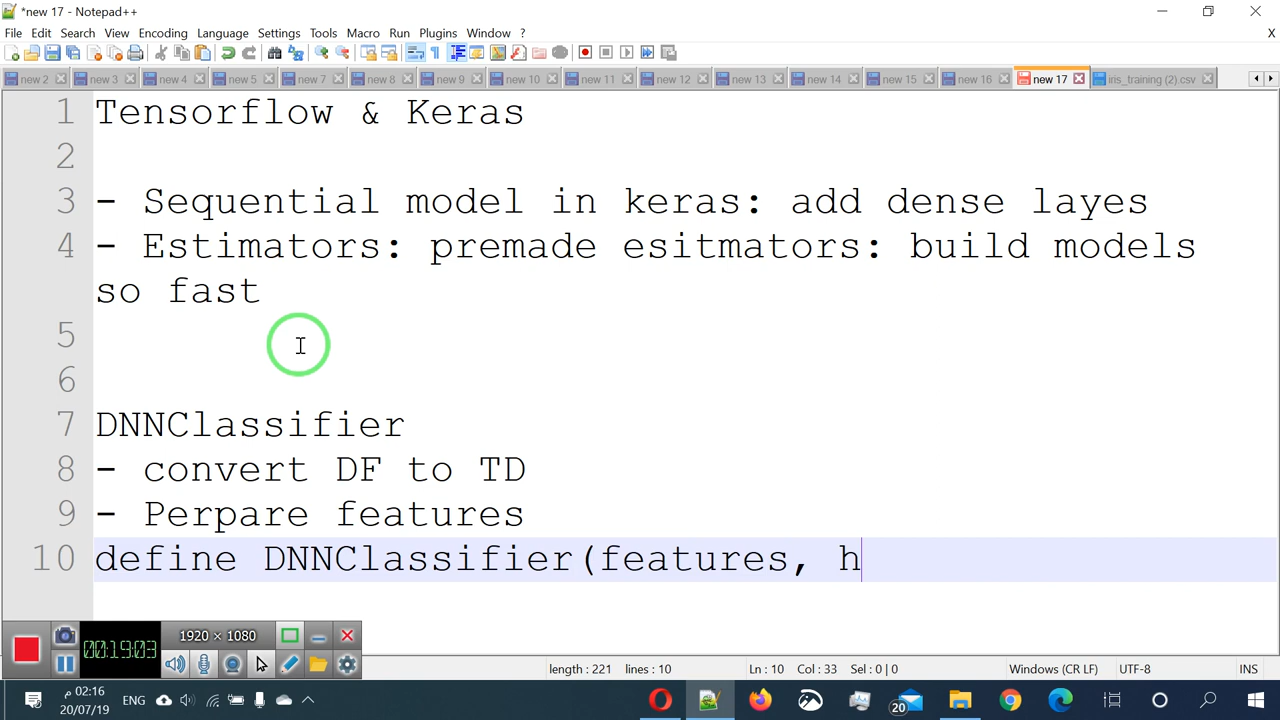 *new 17 - Notepad++
File Edit Search View Encoding Language Settings Tools Macro Run Plugins Window ?
X
new 2 new 3 new 4 new 5 new 7 new 8 new 9 new 10 new 11 new 12 new 13 new 14 new 15 new 16 new 17 iris_training (2).csv
1 Tensorflow & Keras
2
3 - Sequential model in keras: add dense layes
4 - Estimators: premade esitmators: build models
so fast
5
6
7 DNNClassifier
8 - convert DF to TD
9 - Perpare features
10 define DNNClassifier(features, h
00:19:03
1920 × 1080
length : 221 lines : 10 Ln : 10 Col : 33 Sel : 0 | 0 Windows (CR LF) UTF-8 INS
02:16 م
20/07/19
ENG
20